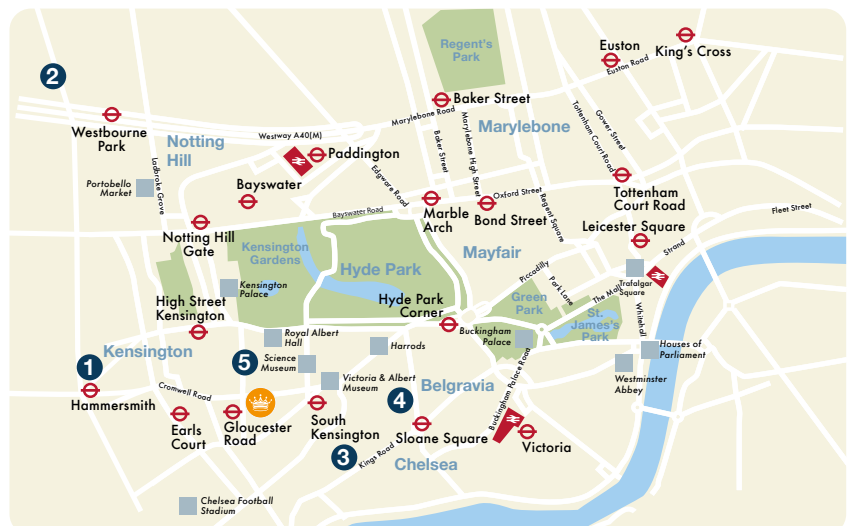 Regent's
Park
Euston
King's Cross
Euston Road
2
Baker Street
Marylebone Road
Marylebone
Westbourne
Park
Notting
Hill
Westway A40(M)
Paddington
Baker Street
Marylebone High Street
Tottenham Court Road
Gower Street
Portobello
Market
Ladbroke Grove
Bayswater
Edgware Road
Oxford Street
Regent Square
Tottenham
Court Road
Bayswater Road
Marble
Arch
Bond Street
Leicester Square
Fleet Street
Notting Hill
Gate
Kensington
Gardens
Hyde Park
Mayfair
Strand
Piccadilly
Park Lane
The Mall
Trafalgar
Square
Kensington
Palace
High Street
Kensington
Hyde Park
Corner
Green
Park
St.
James's
Park
Whitehall
Royal Albert
Hall
Harrods
Buckingham
Palace
Houses of
Parliament
Kensington
5
Science
Museum
1
Victoria & Albert
Museum
Belgravia
Westminster
Abbey
Hammersmith
Cromwell Road
4
Buckingham Palace Road
Earls
Court
Gloucester
Road
South
Kensington
Sloane Square
Victoria
3
Kings Road
Chelsea
Chelsea Football
Stadium